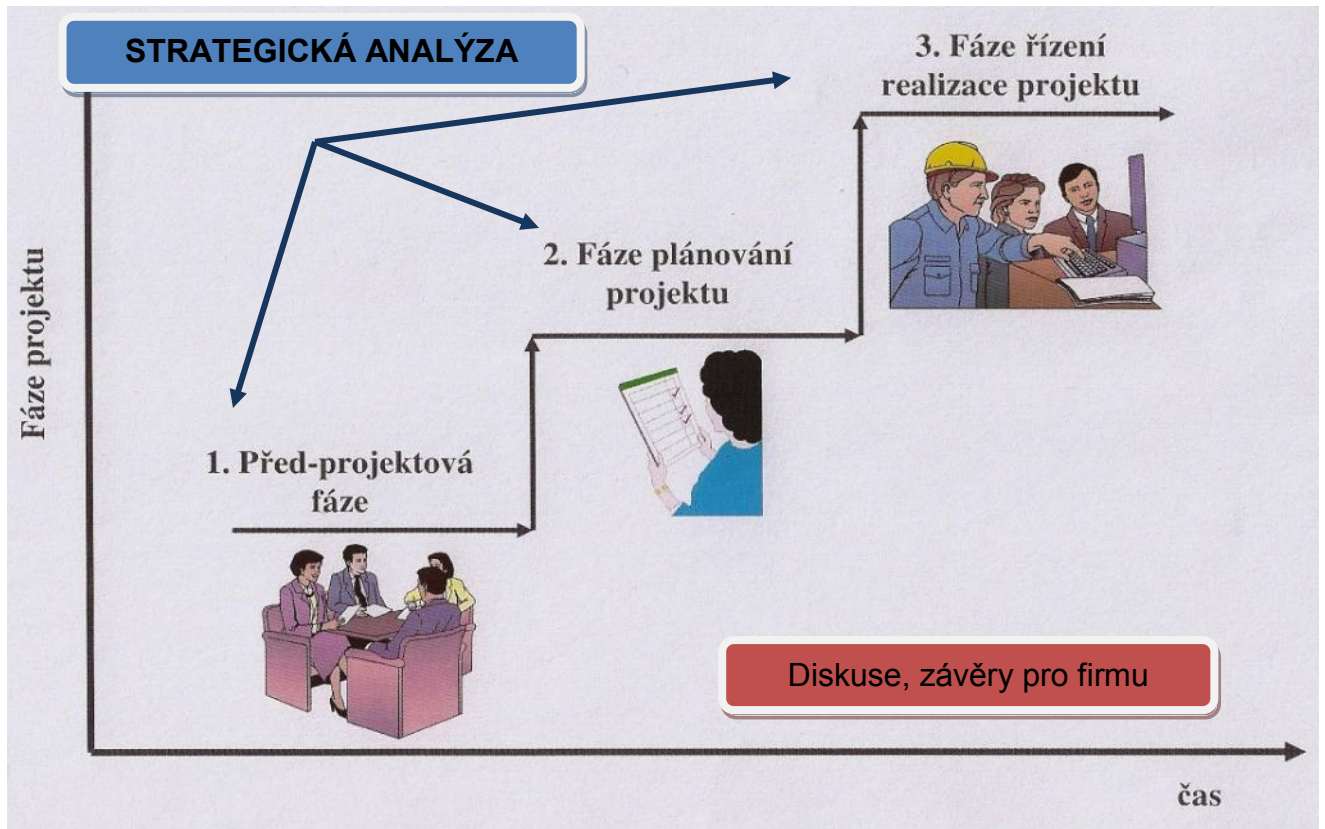 STRATEGICKÁ ANALÝZA
3. Fáze řízení
realizace projektu
2. Fáze plánování
projektu
Fáze projektu
1. Před-projektová
fáze
Diskuse, závěry pro firmu
čas